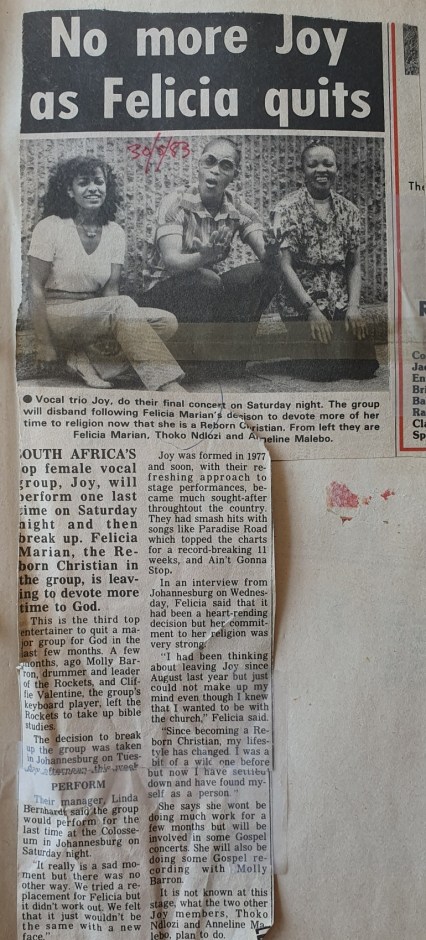 No more Joy
as Felicia quits
30/6/83
● Vocal trio Joy, do their final concert on Saturday night. The group
will disband following Felicia Marian's decison to devote more of her
time to religion now that she is a Reborn Christian. From left they are
Felicia Marian, Thoko Ndlozi and Anneline Malebo.
OUTH AFRICA'S
op female vocal
group, Joy, will
perform one last
time on Saturday
night and then
break up. Felicia
Marian, the Re-
born Christian in
the group, is leav-
ing to devote more
time to God.
This is the third top
entertainer to quit a ma-
jor group for God in the
last few months. A few
months, ago Molly Bar-
ron, drummer and leader
of the Rockets, and Clif-
fie Valentine, the group's
keyboard player, left the
Rockets to take up bible
studies.
The decision to break
up the group was taken
in Johannesburg on Tues-
day afternoon this week
PERFORM
Their manager, Linda
Bernhardt said the group
would perform for the
last time at the Colosse-
um in Johannesburg on
Saturday night.
"It really is a sad mo-
ment but there was no
other way. We tried a re-
placement for Felicia but
it didn't work out. We felt
that it just wouldn't be
the same with a new
face."
Joy was formed in 1977
and soon, with their re-
freshing approach to
stage performances, be-
came much sought-after
throughtout the country.
They had smash hits with
songs like Paradise Road
which topped the charts
for a record-breaking 11
weeks, and Ain't Gonna
Stop.
In an interview from
Johannesburg on Wednes-
day, Felicia said that it
had been a heart-rending
decision but her commit-
ment to her religion was
very strong.
"I had been thinking
about leaving Joy since
August last year but just
could not make up my
mind even though I knew
that I wanted to be with
the church," Felicia said.
"Since becoming a Re-
born Christian, my lifes-
tyle has changed. I was a
bit of a wild one before
but now I have settled
down and have found my-
self as a person."
She says she wont be
doing much work for a
few months but will be
involved in some Gospel
concerts. She will also be
doing some Gospel re-
cording with Molly
Barron.
It is not known at this
stage, what the two other
Joy members, Thoko
Ndlozi and Anneline Ma-
lebo, plan to do.
The
R
Co
Jac
En
Bri
Ba
Ra
Cla
Sp